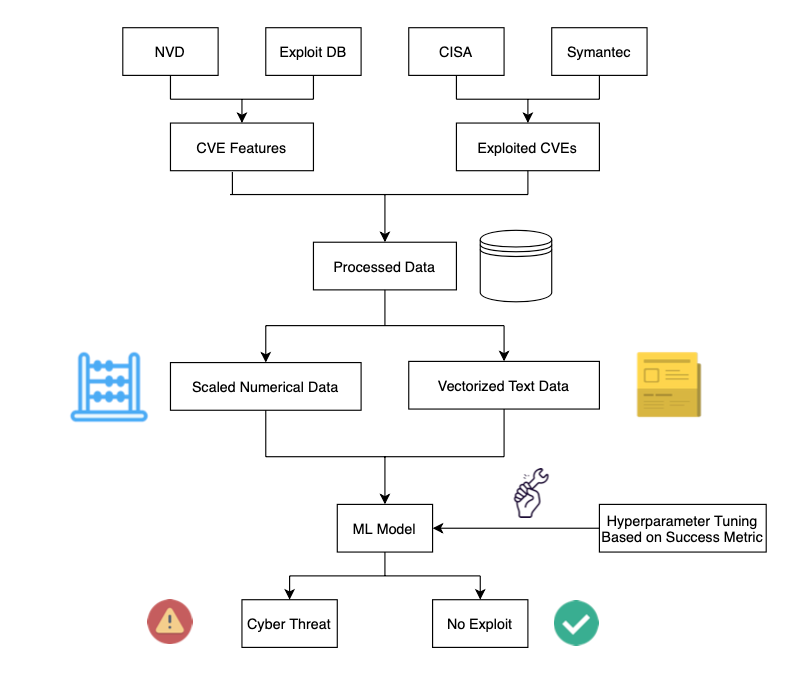 NVD
Exploit DB
CISA
Symantec
CVE Features
Exploited CVEs
Processed Data
Scaled Numerical Data
Vectorized Text Data
ML Model
Hyperparameter Tuning
Based on Success Metric
Cyber Threat
No Exploit